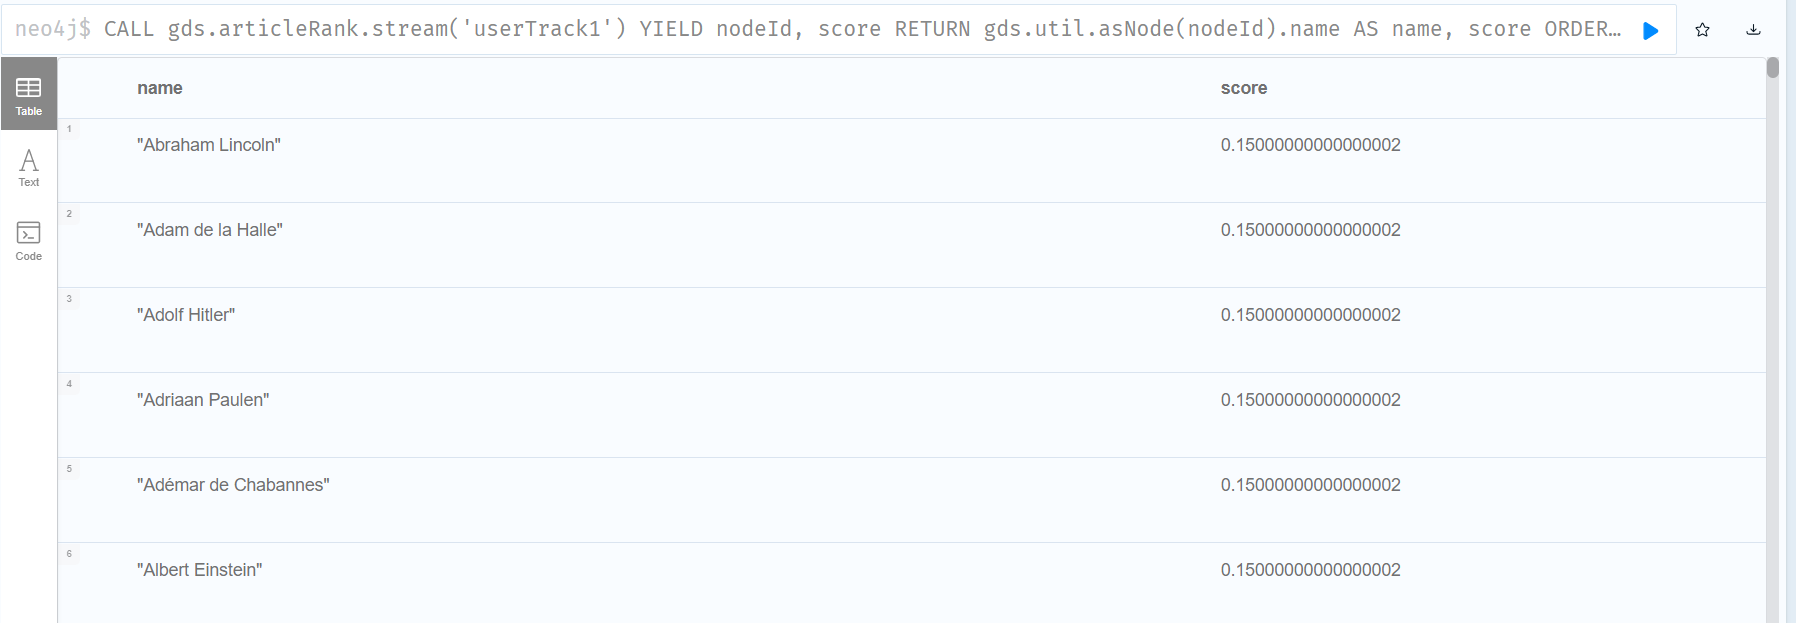 neo4j$ CALL gds.articleRank.stream('userTrack1') YIELD nodeId, score RETURN gds.util.asNode(nodeId).name AS name, score ORDER…
Table
Text
Code
name score
1 "Abraham Lincoln" 0.15000000000000002
2 "Adam de la Halle" 0.15000000000000002
3 "Adolf Hitler" 0.15000000000000002
4 "Adriaan Paulen" 0.15000000000000002
5 "Adémar de Chabannes" 0.15000000000000002
6 "Albert Einstein" 0.15000000000000002